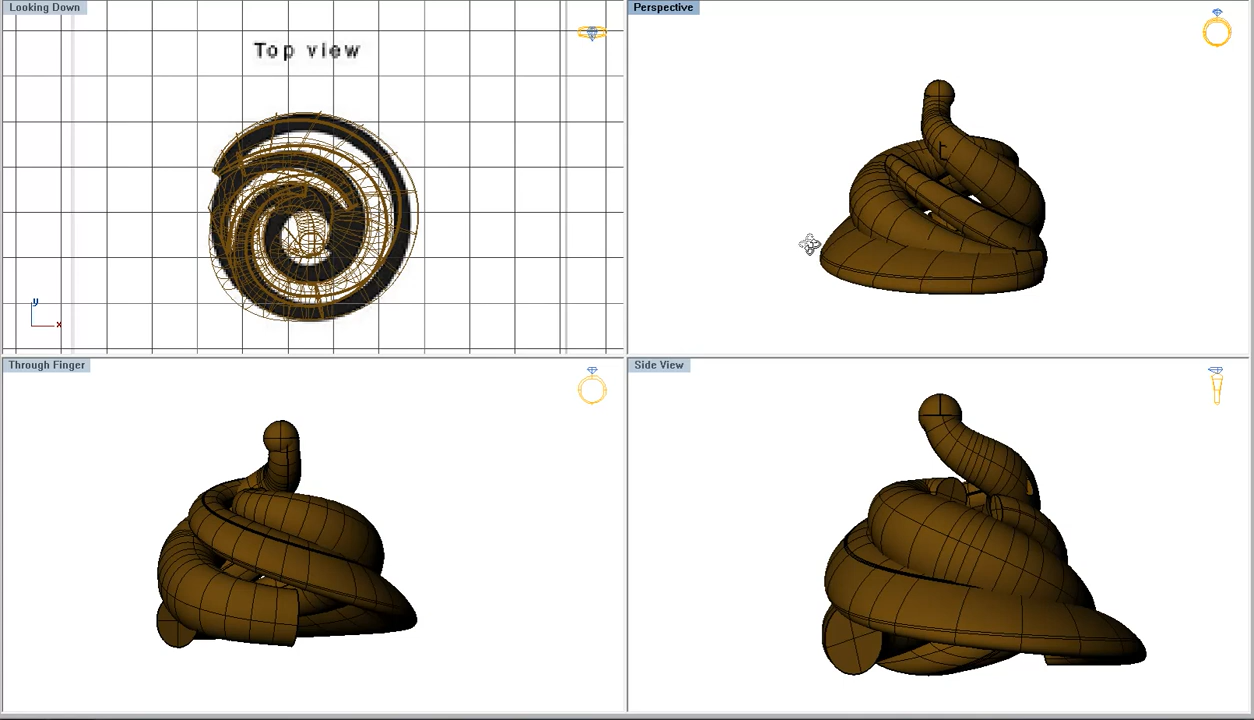 Looking Down
Perspective
Top view
y
x
Through Finger
Side View